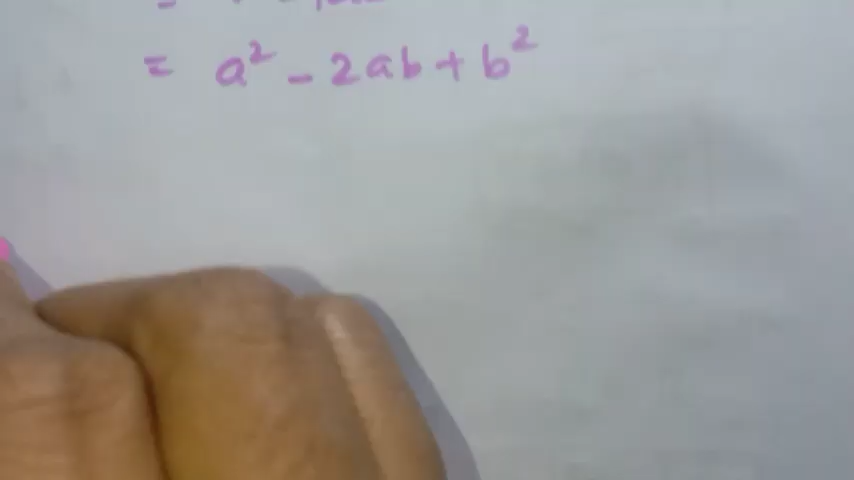 = a² - 2ab + b²